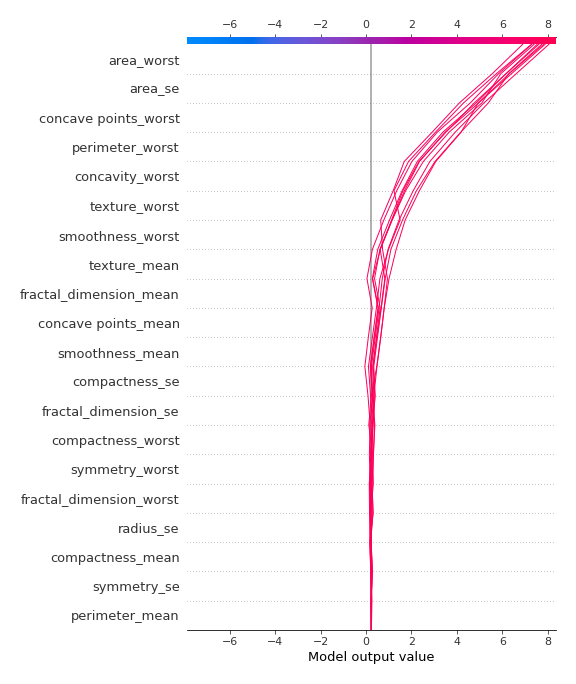 −6 −4 −2 0 2 4 6 8
area_worst
area_se
concave points_worst
perimeter_worst
concavity_worst
texture_worst
smoothness_worst
texture_mean
fractal_dimension_mean
concave points_mean
smoothness_mean
compactness_se
fractal_dimension_se
compactness_worst
symmetry_worst
fractal_dimension_worst
radius_se
compactness_mean
symmetry_se
perimeter_mean
−6 −4 −2 0 2 4 6 8
Model output value